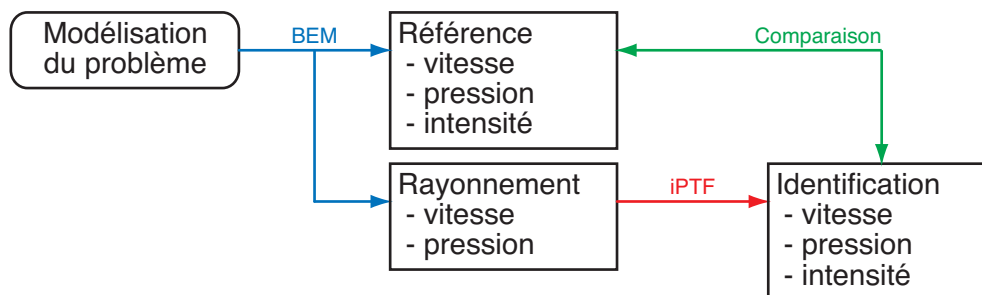 Modélisation
du problème
BEM
Référence
- vitesse
- pression
- intensité
Comparaison
Rayonnement
- vitesse
- pression
iPTF
Identification
- vitesse
- pression
- intensité